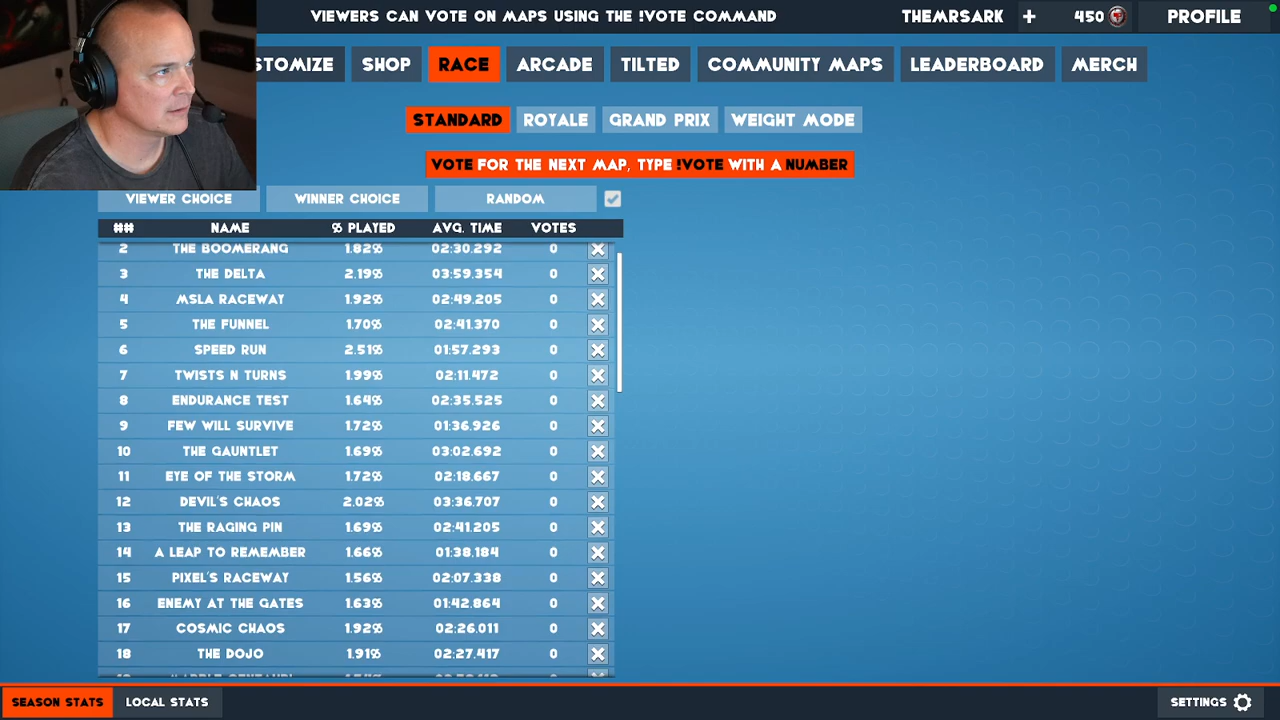 VIEWERS CAN VOTE ON MAPS USING THE !VOTE COMMAND
THEMRSARK + 450 PROFILE
STOMIZE SHOP RACE ARCADE TILTED COMMUNITY MAPS LEADERBOARD MERCH
STANDARD ROYALE GRAND PRIX WEIGHT MODE
VOTE FOR THE NEXT MAP, TYPE !VOTE WITH A NUMBER
VIEWER CHOICE WINNER CHOICE RANDOM
## NAME % PLAYED AVG. TIME VOTES
2 THE BOOMERANG 1.82% 02:30.292 0
3 THE DELTA 2.19% 03:59.354 0
4 MSLA RACEWAY 1.92% 02:49.205 0
5 THE FUNNEL 1.70% 02:41.370 0
6 SPEED RUN 2.51% 01:57.293 0
7 TWISTS N TURNS 1.99% 02:11.472 0
8 ENDURANCE TEST 1.64% 02:35.525 0
9 FEW WILL SURVIVE 1.72% 01:36.926 0
10 THE GAUNTLET 1.69% 03:02.692 0
11 EYE OF THE STORM 1.72% 02:18.667 0
12 DEVIL'S CHAOS 2.02% 03:36.707 0
13 THE RAGING PIN 1.69% 02:41.205 0
14 A LEAP TO REMEMBER 1.66% 01:38.184 0
15 PIXEL'S RACEWAY 1.56% 02:07.338 0
16 ENEMY AT THE GATES 1.63% 01:42.864 0
17 COSMIC CHAOS 1.92% 02:26.011 0
18 THE DOJO 1.91% 02:27.417 0
SEASON STATS LOCAL STATS SETTINGS